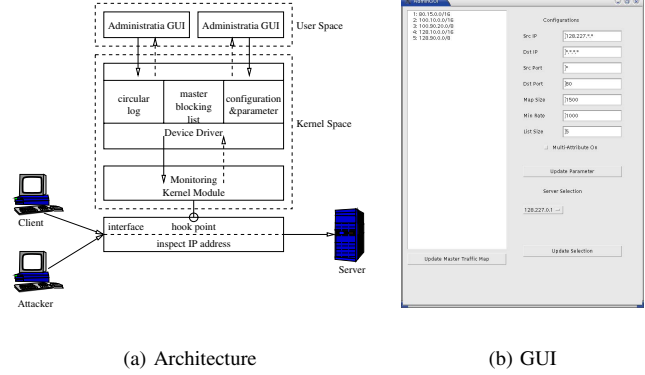 Administratia GUI
Administratia GUI
User Space
circular
log
master
blocking
list
configuration
&parameter
Device Driver
Kernel Space
Monitoring
Kernel Module
Client
interface
hook point
inspect IP address
Server
Attacker
(a) Architecture
1: 80.15.0.0/16
2: 100.10.0.0/16
3: 100.90.20.0/8
4: 128.10.0.0/16
5: 128.90.0.0/8
Update Master Traffic Map
Configurations
Src IP 128.227.*.*
Dst IP *.*.*.*
Src Port *
Dst Port 80
Map Size 1500
Min Rate 1000
List Size 5
Multi-Attribute On
Update Parameter
Server Selection
128.227.0.1
Update Selection
(b) GUI